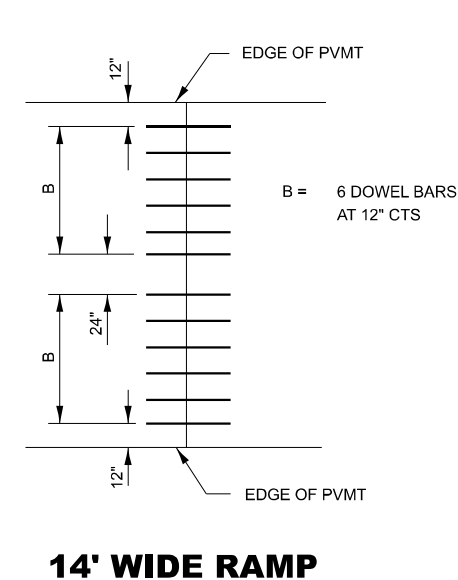 EDGE OF PVMT
12"
B
B = 6 DOWEL BARS
AT 12" CTS
24"
B
12"
EDGE OF PVMT
14' WIDE RAMP